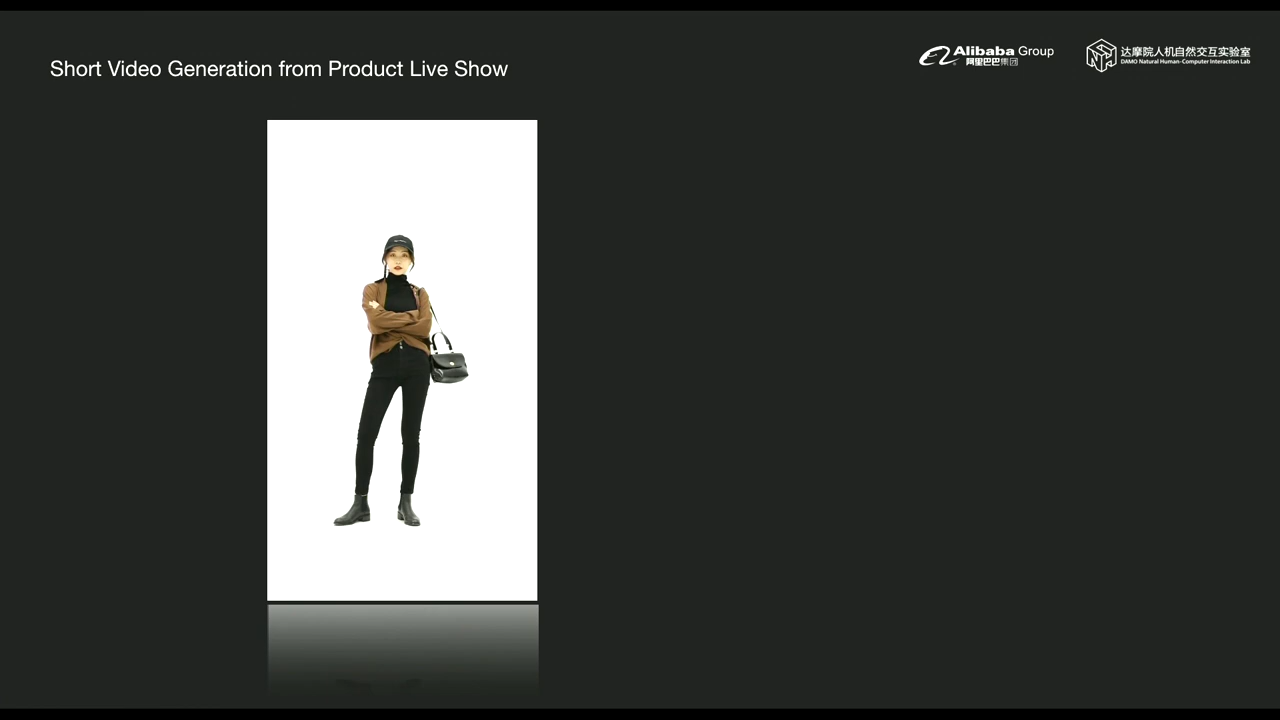 Short Video Generation from Product Live Show
Alibaba Group
阿里巴巴集团
达摩院人机自然交互实验室
DAMO Natural Human-Computer Interaction Lab